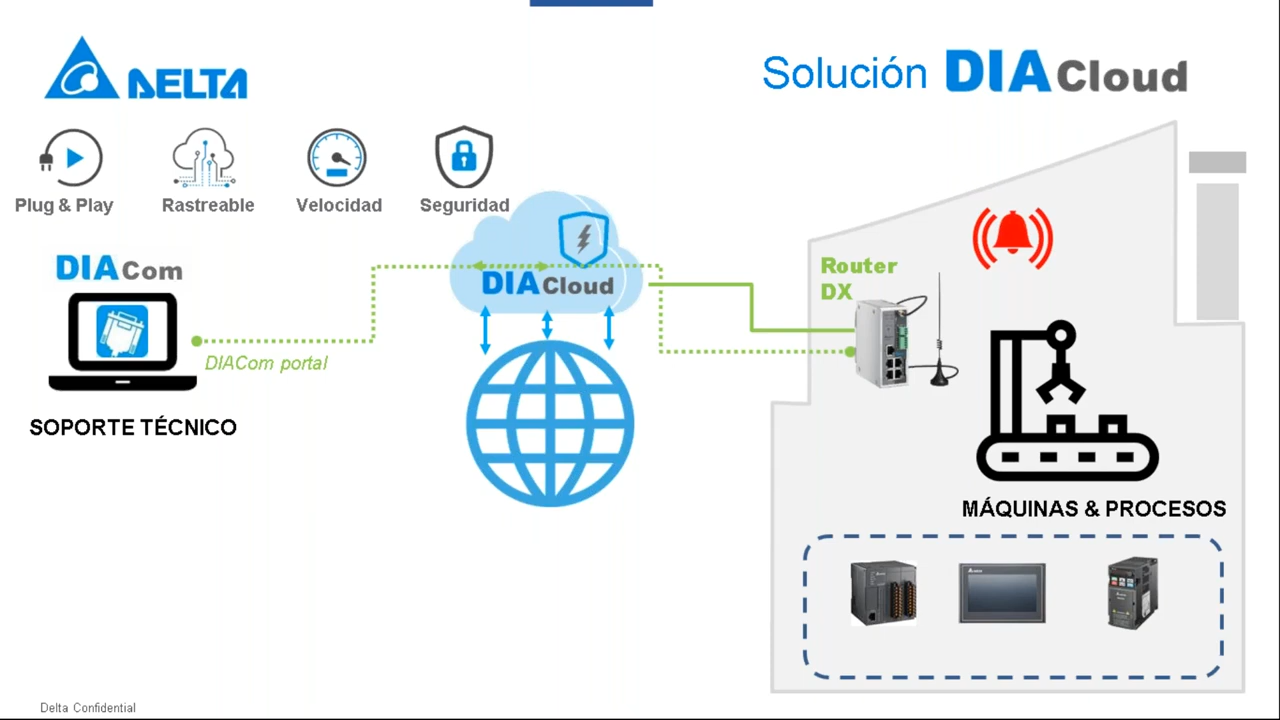 DELTA
Solución DIACloud
Plug & Play
Rastreable
Velocidad
Seguridad
DIACom
DIACloud
Router
DX
DIACom portal
SOPORTE TÉCNICO
MÁQUINAS & PROCESOS
Delta Confidential